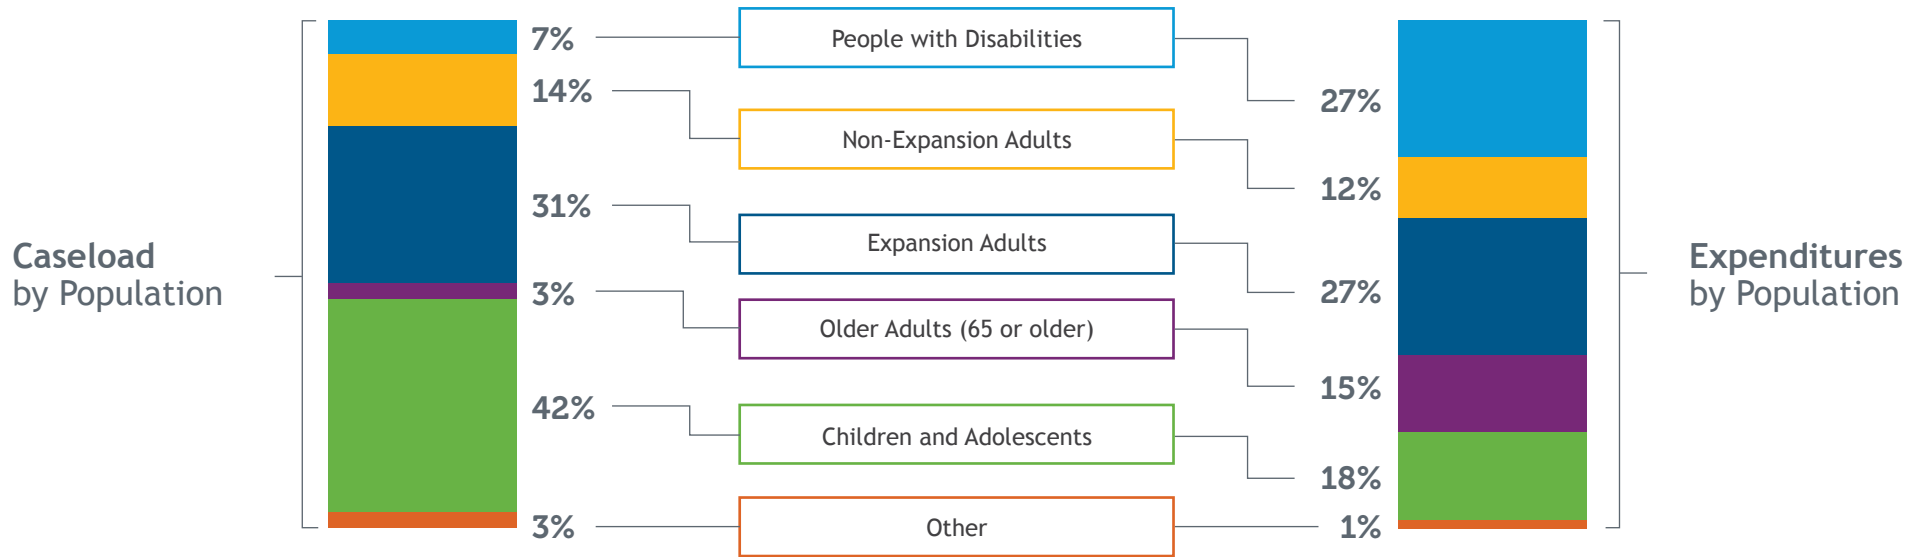 Caseload
by Population
7%
14%
31%
3%
42%
3%
People with Disabilities
Non-Expansion Adults
Expansion Adults
Older Adults (65 or older)
Children and Adolescents
Other
27%
12%
27%
15%
18%
1%
Expenditures
by Population